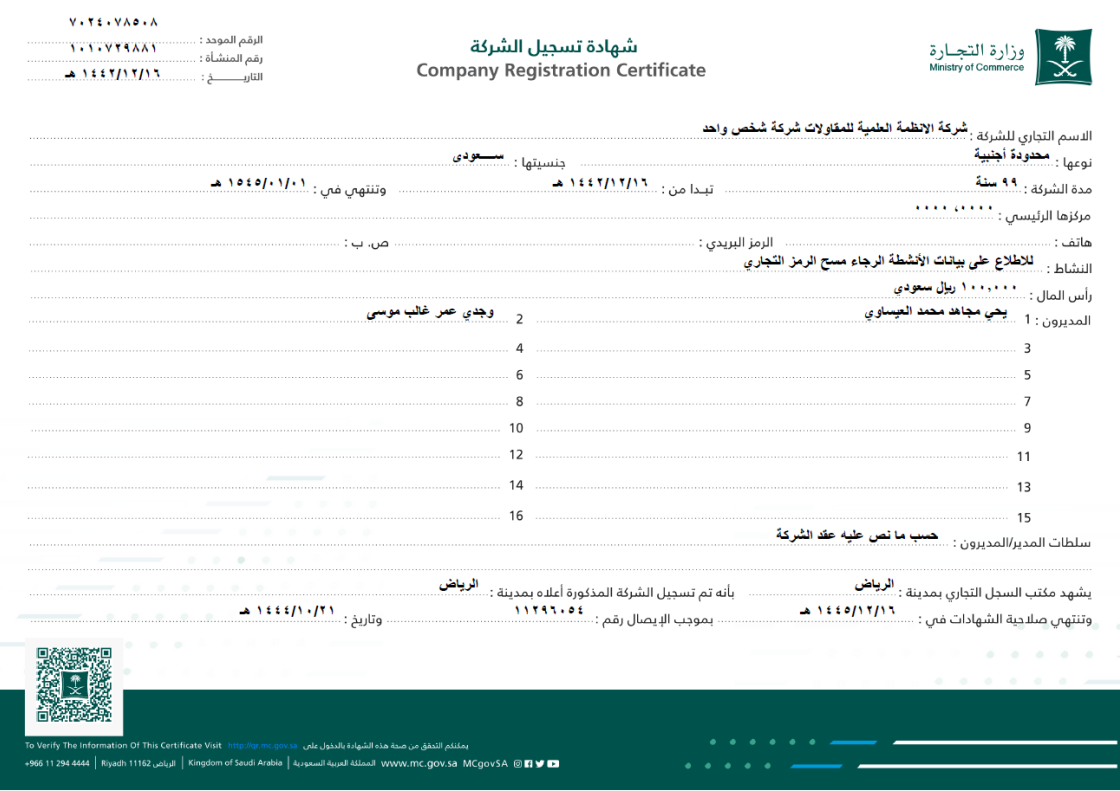 ٧٠٢٤٠٧٨٥٠٨
الرقم الموحد :
١٠١٠٧٢٩٨٨١
رقم المنشأة :
التاريـــــخ : ١٤٤٢/١٢/١٦ هـ
شهادة تسجيل الشركة
Company Registration Certificate
وزارة التجـارة
Ministry of Commerce
الاسم التجاري للشركة : شركة الانظمة العلمية للمقاولات شركة شخص واحد
نوعها : محدودة أجنبية جنسيتها : ســـعودى
مدة الشركة : ٩٩ سنة تبـدا من : ١٤٤٢/١٢/١٦ هـ وتنتهي في : ١٥٤٥/٠١/٠١ هـ
مركزها الرئيسي : ٠٠٠٠، ٠٠٠٠
هاتف : الرمز البريدي : ص. ب :
النشاط : للاطلاع على بيانات الأنشطة الرجاء مسح الرمز التجاري
رأس المال : ١٠٠,٠٠٠ ريال سعودي
المديرون : 1 يحي مجاهد محمد العيساوي 2 وجدي عمر غالب موسى
3 4
5 6
7 8
9 10
11 12
13 14
15 16
سلطات المدير/المديرون : حسب ما نص عليه عقد الشركة
يشهد مكتب السجل التجاري بمدينة : الرياض بأنه تم تسجيل الشركة المذكورة أعلاه بمدينة : الرياض
وتنتهي صلاحية الشهادات في : ١٤٤٥/١٢/١٦ هـ بموجب الإيصال رقم : ١١٢٩٦٠٥٤ وتاريخ : ١٤٤٤/١٠/٢١ هـ
To Verify The Information Of This Certificate Visit http://qr.mc.gov.sa يمكنكم التحقق من صحة هذه الشهادة بالدخول على
+966 11 294 4444 | Riyadh 11162 الرياض | Kingdom of Saudi Arabia | المملكة العربية السعودية www.mc.gov.sa MCgovSA